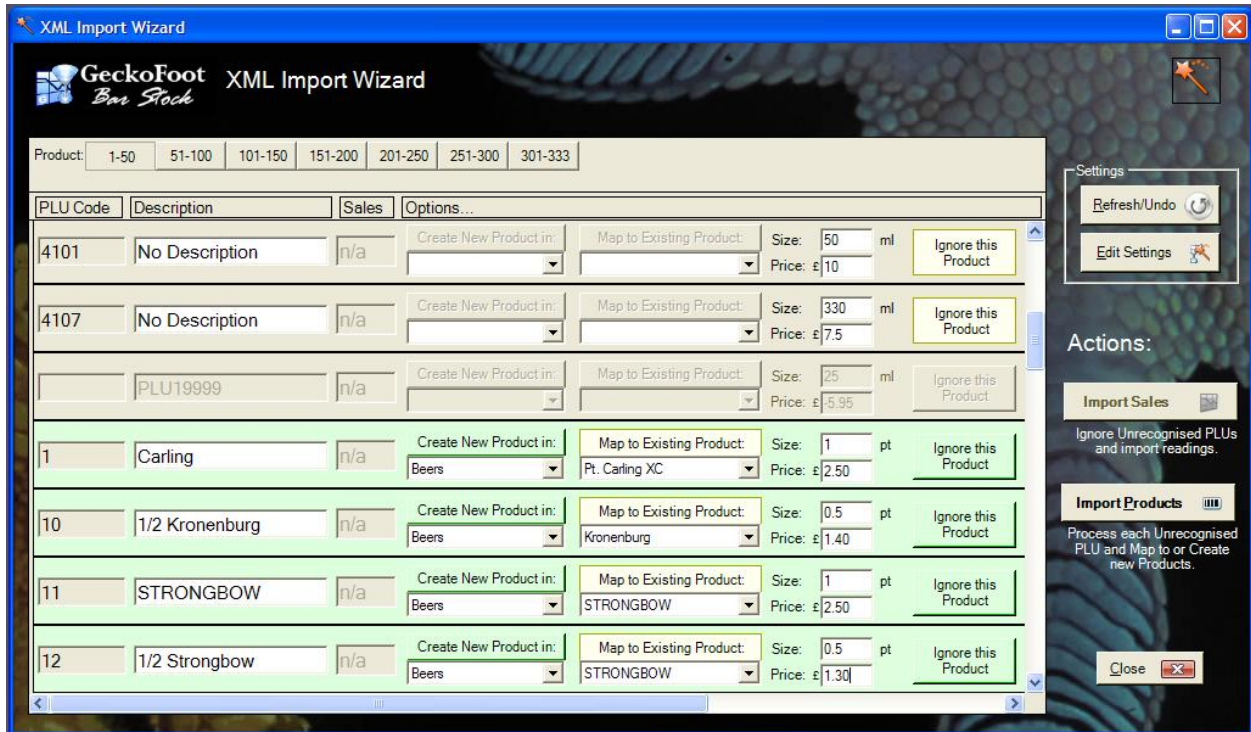 XML Import Wizard
GeckoFoot
Bar Stock
XML Import Wizard
Product: 1-50 51-100 101-150 151-200 201-250 251-300 301-333
PLU Code Description Sales Options...
4101 No Description n/a Create New Product in: Map to Existing Product: Size: 50 ml Ignore this Product
Price: £ 10
4107 No Description n/a Create New Product in: Map to Existing Product: Size: 330 ml Ignore this Product
Price: £ 7.5
PLU19999 n/a Create New Product in: Map to Existing Product: Size: 25 ml Ignore this Product
Price: £ -5.95
1 Carling n/a Create New Product in: Map to Existing Product: Size: 1 pt Ignore this Product
Beers Pt. Carling XC Price: £ 2.50
10 1/2 Kronenburg n/a Create New Product in: Map to Existing Product: Size: 0.5 pt Ignore this Product
Beers Kronenburg Price: £ 1.40
11 STRONGBOW n/a Create New Product in: Map to Existing Product: Size: 1 pt Ignore this Product
Beers STRONGBOW Price: £ 2.50
12 1/2 Strongbow n/a Create New Product in: Map to Existing Product: Size: 0.5 pt Ignore this Product
Beers STRONGBOW Price: £ 1.30
Settings
Refresh/Undo
Edit Settings
Actions:
Import Sales
Ignore Unrecognised PLUs
and import readings.
Import Products
Process each Unrecognised
PLU and Map to or Create
new Products.
Close